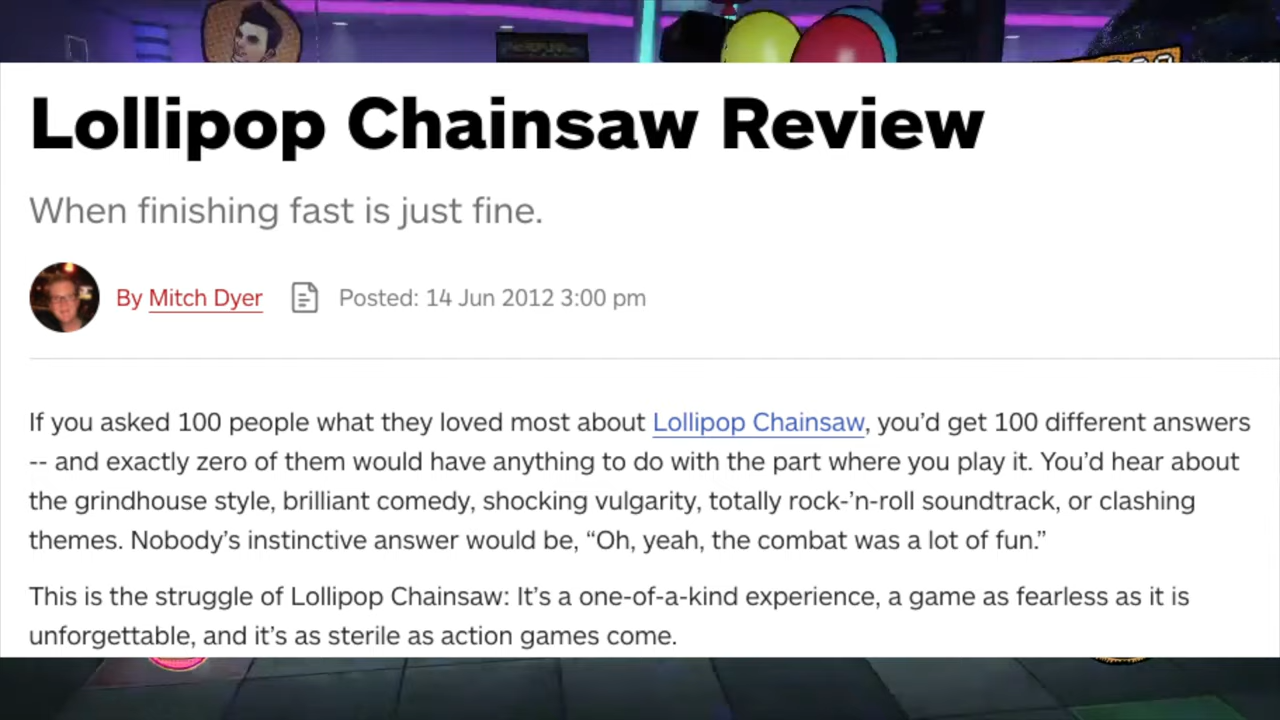 Lollipop Chainsaw Review
When finishing fast is just fine.
By Mitch Dyer Posted: 14 Jun 2012 3:00 pm
If you asked 100 people what they loved most about Lollipop Chainsaw, you’d get 100 different answers
-- and exactly zero of them would have anything to do with the part where you play it. You’d hear about
the grindhouse style, brilliant comedy, shocking vulgarity, totally rock-’n-roll soundtrack, or clashing
themes. Nobody’s instinctive answer would be, “Oh, yeah, the combat was a lot of fun.”
This is the struggle of Lollipop Chainsaw: It’s a one-of-a-kind experience, a game as fearless as it is
unforgettable, and it’s as sterile as action games come.